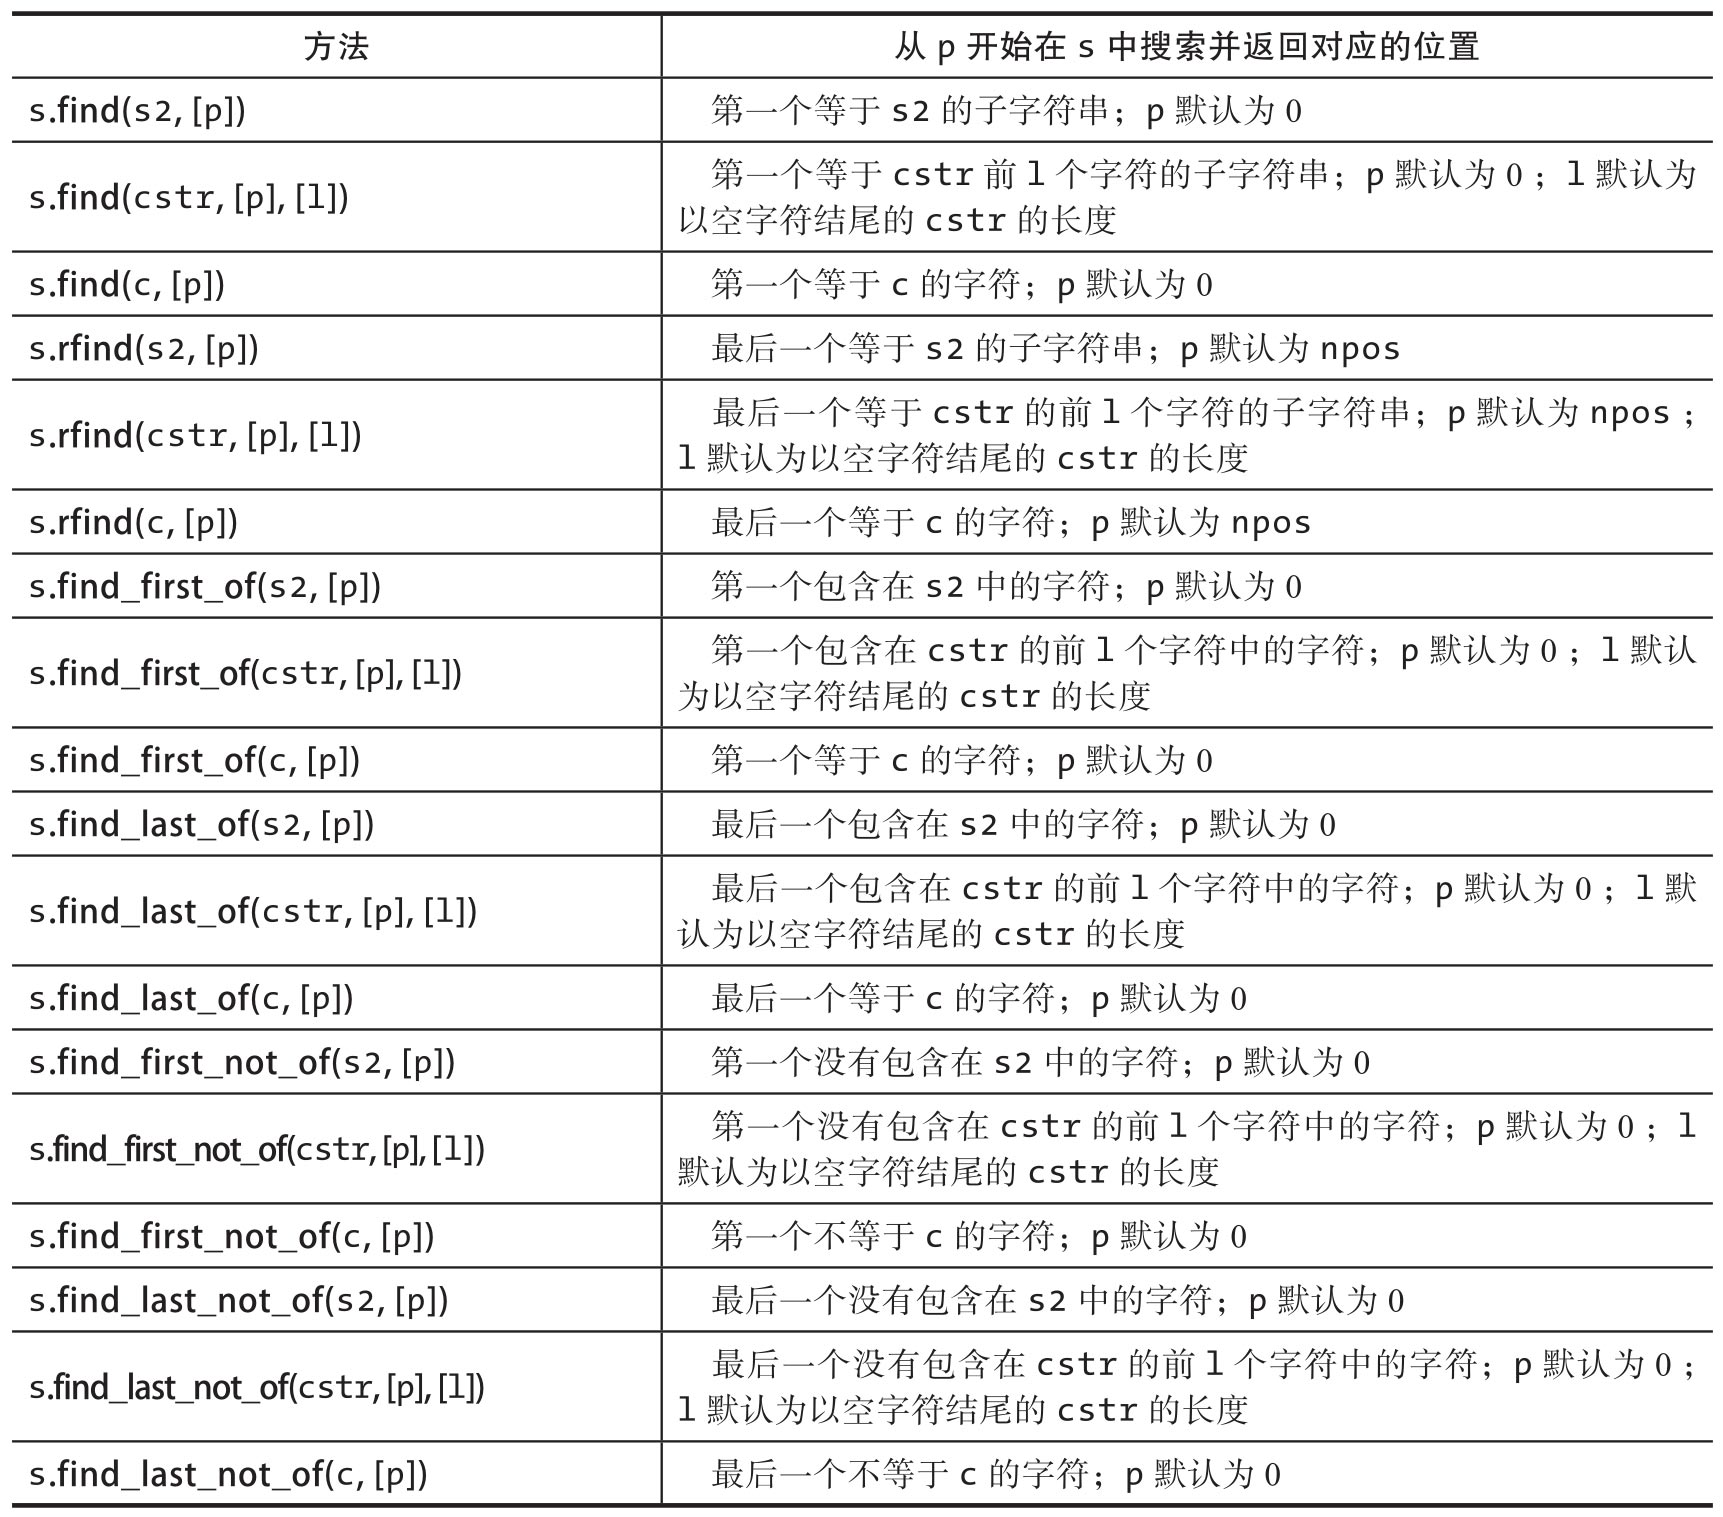 方法
从 p 开始在 s 中搜索并返回对应的位置
s.find(s2, [p])
第一个等于 s2 的子字符串；p 默认为 0
s.find(cstr, [p], [l])
第一个等于 cstr 前 l 个字符的子字符串；p 默认为 0；l 默认为
以空字符结尾的 cstr 的长度
s.find(c, [p])
第一个等于 c 的字符；p 默认为 0
s.rfind(s2, [p])
最后一个等于 s2 的子字符串；p 默认为 npos
s.rfind(cstr, [p], [l])
最后一个等于 cstr 的前 l 个字符的子字符串；p 默认为 npos；
l 默认为以空字符结尾的 cstr 的长度
s.rfind(c, [p])
最后一个等于 c 的字符；p 默认为 npos
s.find_first_of(s2, [p])
第一个包含在 s2 中的字符；p 默认为 0
s.find_first_of(cstr, [p], [l])
第一个包含在 cstr 的前 l 个字符中的字符；p 默认为 0；l 默认
为以空字符结尾的 cstr 的长度
s.find_first_of(c, [p])
第一个等于 c 的字符；p 默认为 0
s.find_last_of(s2, [p])
最后一个包含在 s2 中的字符；p 默认为 0
s.find_last_of(cstr, [p], [l])
最后一个包含在 cstr 的前 l 个字符中的字符；p 默认为 0；l 默
认为以空字符结尾的 cstr 的长度
s.find_last_of(c, [p])
最后一个等于 c 的字符；p 默认为 0
s.find_first_not_of(s2, [p])
第一个没有包含在 s2 中的字符；p 默认为 0
s.find_first_not_of(cstr, [p], [l])
第一个没有包含在 cstr 的前 l 个字符中的字符；p 默认为 0；l
默认为以空字符结尾的 cstr 的长度
s.find_first_not_of(c, [p])
第一个不等于 c 的字符；p 默认为 0
s.find_last_not_of(s2, [p])
最后一个没有包含在 s2 中的字符；p 默认为 0
s.find_last_not_of(cstr, [p], [l])
最后一个没有包含在 cstr 的前 l 个字符中的字符；p 默认为 0；
l 默认为以空字符结尾的 cstr 的长度
s.find_last_not_of(c, [p])
最后一个不等于 c 的字符；p 默认为 0